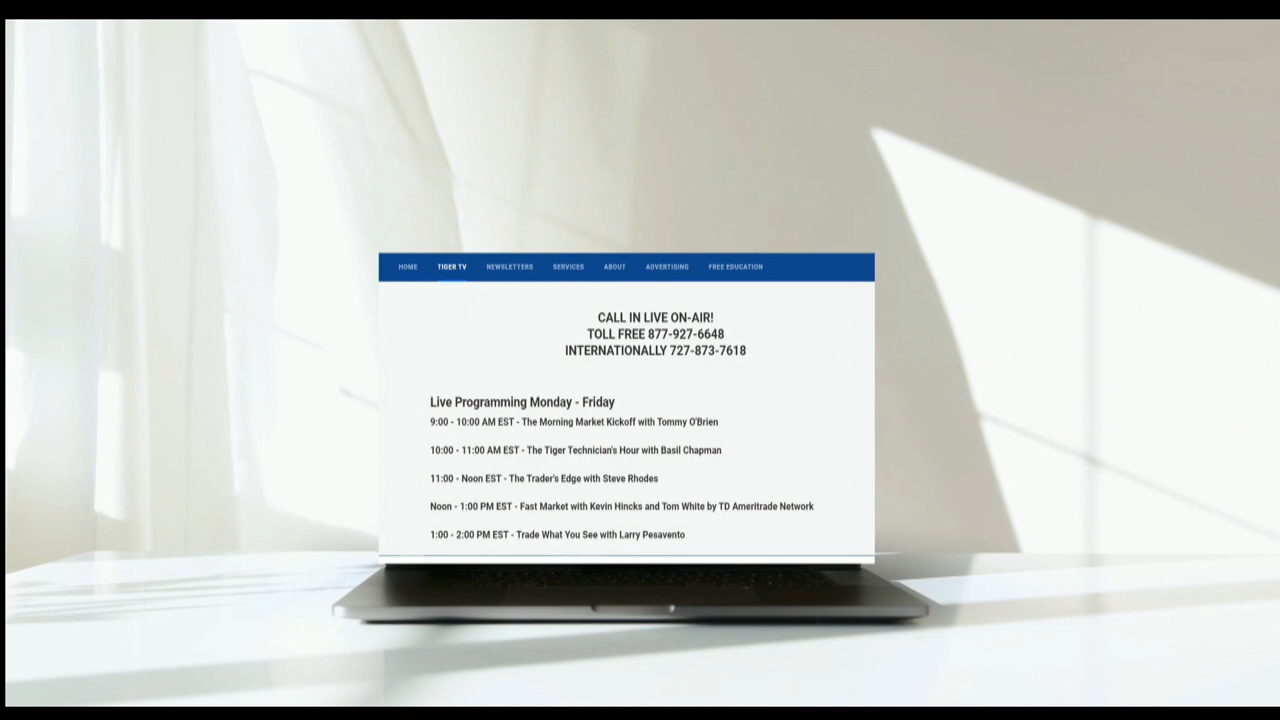 HOME TIGER TV NEWSLETTERS SERVICES ABOUT ADVERTISING FREE EDUCATION
CALL IN LIVE ON-AIR!
TOLL FREE 877-927-6648
INTERNATIONALLY 727-873-7618
Live Programming Monday - Friday
9:00 - 10:00 AM EST - The Morning Market Kickoff with Tommy O'Brien
10:00 - 11:00 AM EST - The Tiger Technician's Hour with Basil Chapman
11:00 - Noon EST - The Trader's Edge with Steve Rhodes
Noon - 1:00 PM EST - Fast Market with Kevin Hincks and Tom White by TD Ameritrade Network
1:00 - 2:00 PM EST - Trade What You See with Larry Pesavento